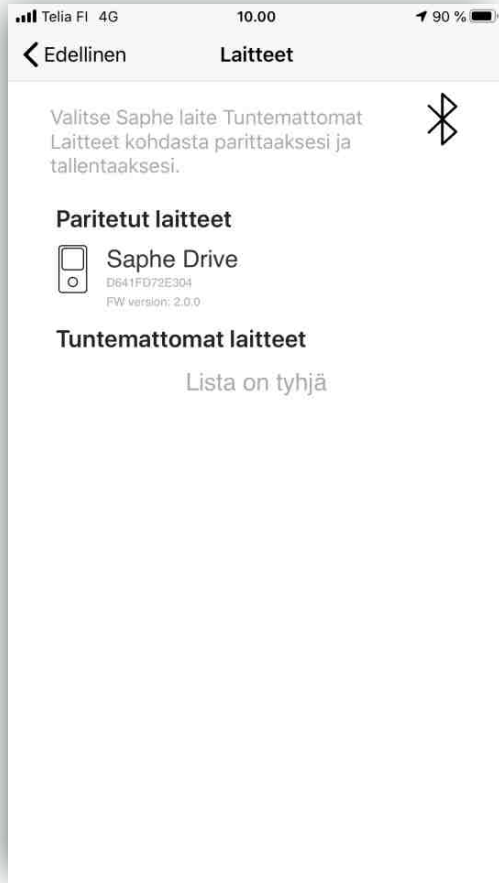 Telia FI 4G 10.00 90 %
Edellinen Laitteet
Valitse Saphe laite Tuntemattomat
Laitteet kohdasta parittaaksesi ja
tallentaaksesi.
Paritetut laitteet
Saphe Drive
D641FD72E304
FW version: 2.0.0
Tuntemattomat laitteet
Lista on tyhjä